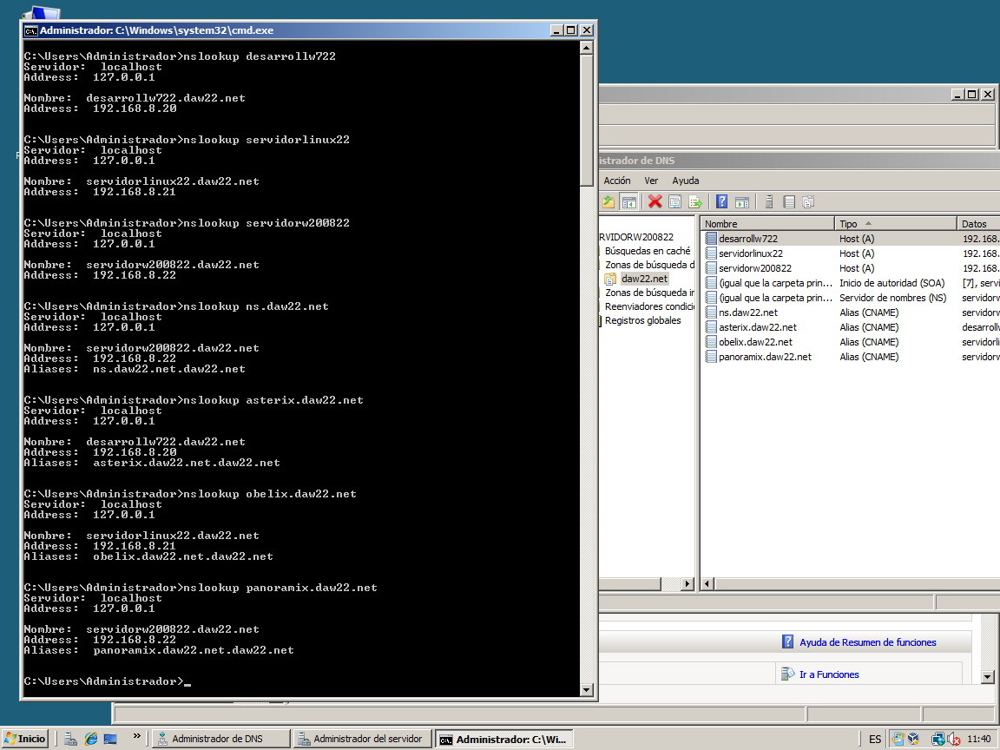 Administrador: C:\Windows\system32\cmd.exe
C:\Users\Administrador>nslookup desarrollw722
Servidor:  localhost
Address:  127.0.0.1
Nombre:  desarrollw722.daw22.net
Address:  192.168.8.20
C:\Users\Administrador>nslookup servidorlinux22
Servidor:  localhost
Address:  127.0.0.1
Nombre:  servidorlinux22.daw22.net
Address:  192.168.8.21
C:\Users\Administrador>nslookup servidorw200822
Servidor:  localhost
Address:  127.0.0.1
Nombre:  servidorw200822.daw22.net
Address:  192.168.8.22
C:\Users\Administrador>nslookup ns.daw22.net
Servidor:  localhost
Address:  127.0.0.1
Nombre:  servidorw200822.daw22.net
Address:  192.168.8.22
Aliases:  ns.daw22.net.daw22.net
C:\Users\Administrador>nslookup asterix.daw22.net
Servidor:  localhost
Address:  127.0.0.1
Nombre:  desarrollw722.daw22.net
Address:  192.168.8.20
Aliases:  asterix.daw22.net.daw22.net
C:\Users\Administrador>nslookup obelix.daw22.net
Servidor:  localhost
Address:  127.0.0.1
Nombre:  servidorlinux22.daw22.net
Address:  192.168.8.21
Aliases:  obelix.daw22.net.daw22.net
C:\Users\Administrador>nslookup panoramix.daw22.net
Servidor:  localhost
Address:  127.0.0.1
Nombre:  servidorw200822.daw22.net
Address:  192.168.8.22
Aliases:  panoramix.daw22.net.daw22.net
C:\Users\Administrador>_
istrador de DNS
Acción Ver Ayuda
RVIDORW200822
Búsquedas en caché
Zonas de búsqueda d
daw22.net
Zonas de búsqueda in
Reenviadores condici
Registros globales
Nombre Tipo Datos
desarrollw722 Host (A) 192.168.
servidorlinux22 Host (A) 192.168.
servidorw200822 Host (A) 192.168.
(igual que la carpeta prin... Inicio de autoridad (SOA) [7], servi
(igual que la carpeta prin... Servidor de nombres (NS) servidorw
ns.daw22.net Alias (CNAME) servidorw
asterix.daw22.net Alias (CNAME) desarroll
obelix.daw22.net Alias (CNAME) servidorli
panoramix.daw22.net Alias (CNAME) servidorw
Ayuda de Resumen de funciones
Ir a Funciones
Inicio » Administrador de DNS Administrador del servidor Administrador: C:\Wi... ES 11:40